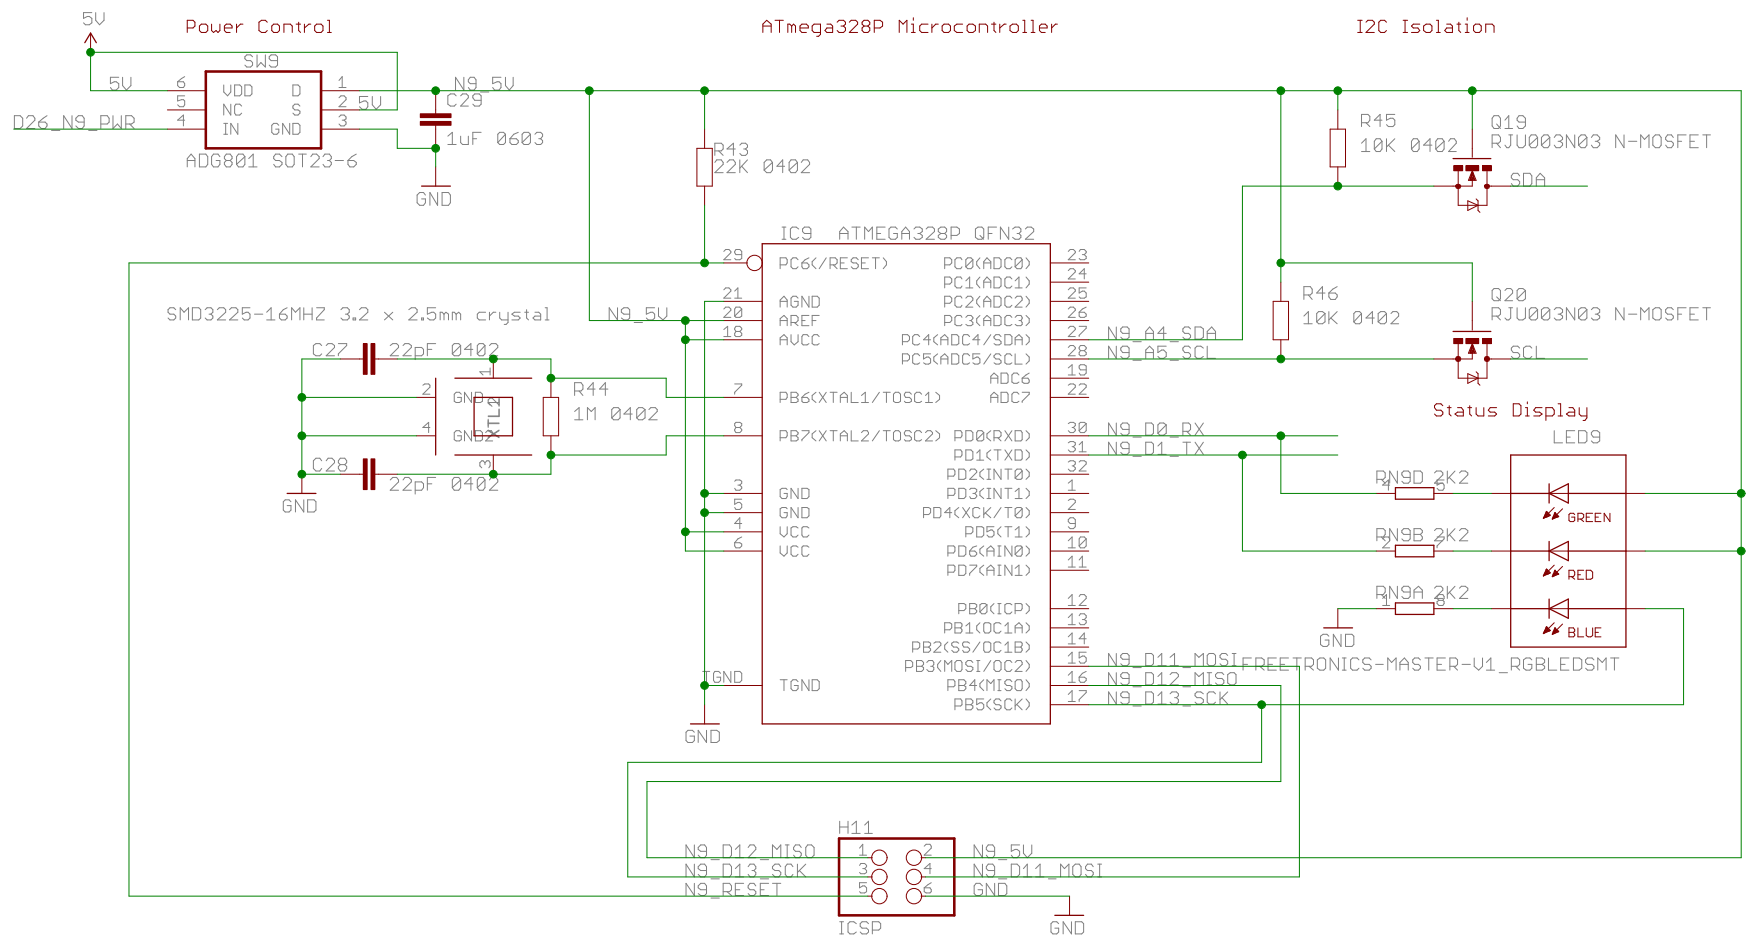 5V
Power Control
ATmega328P Microcontroller
I2C Isolation
SW9
5V
6
VDD
D
1
N9_5V
5
NC
S
2
5V
D26_N9_PWR
4
IN
GND
3
ADG801 SOT23-6
C29
1uF 0603
GND
R43
22K 0402
R45
10K 0402
Q19
RJU003N03 N-MOSFET
SDA
IC9
ATMEGA328P QFN32
29
PC6(/RESET)
21
AGND
N9_5V
20
AREF
18
AVCC
7
PB6(XTAL1/TOSC1)
8
PB7(XTAL2/TOSC2)
3
GND
5
GND
4
VCC
6
VCC
TGND
TGND
GND
PC0(ADC0)
23
PC1(ADC1)
24
PC2(ADC2)
25
PC3(ADC3)
26
PC4(ADC4/SDA)
27
N9_A4_SDA
PC5(ADC5/SCL)
28
N9_A5_SCL
ADC6
19
ADC7
22
PD0(RXD)
30
N9_D0_RX
PD1(TXD)
31
N9_D1_TX
PD2(INT0)
32
PD3(INT1)
1
PD4(XCK/T0)
2
PD5(T1)
9
PD6(AIN0)
10
PD7(AIN1)
11
PB0(ICP)
12
PB1(OC1A)
13
PB2(SS/OC1B)
14
PB3(MOSI/OC2)
15
N9_D11_MOSI
PB4(MISO)
16
N9_D12_MISO
PB5(SCK)
17
N9_D13_SCK
SMD3225-16MHZ 3.2 x 2.5mm crystal
C27
22pF 0402
1
2
GND
XTL2
4
GND2
3
C28
22pF 0402
GND
R44
1M 0402
R46
10K 0402
Q20
RJU003N03 N-MOSFET
SCL
Status Display
LED9
RN9D 2K2
4
5
GREEN
RN9B 2K2
2
7
RED
RN9A 2K2
1
8
BLUE
GND
FREETRONICS-MASTER-V1_RGBLEDSMT
H11
N9_D12_MISO
1
2
N9_5V
N9_D13_SCK
3
4
N9_D11_MOSI
N9_RESET
5
6
GND
ICSP
GND